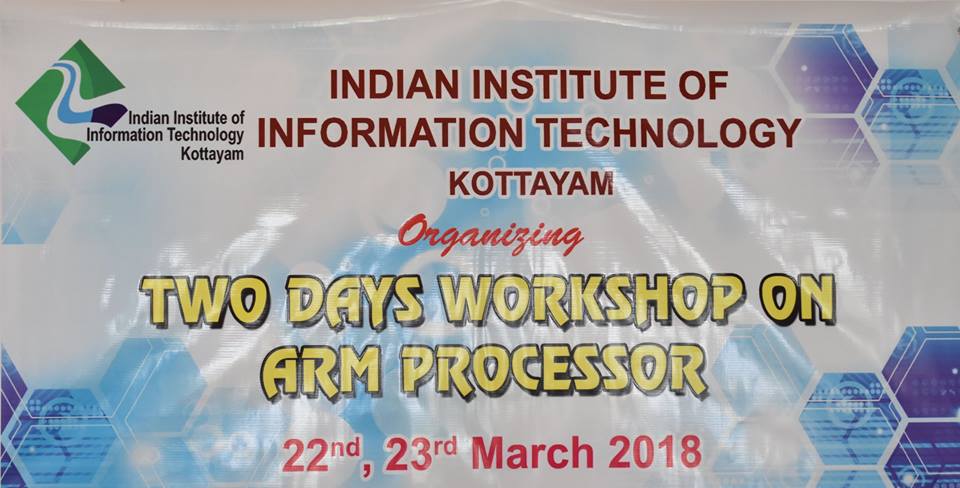 Indian Institute of
Information Technology
Kottayam
INDIAN INSTITUTE OF
INFORMATION TECHNOLOGY
KOTTAYAM
Organizing
TWO DAYS WORKSHOP ON
ARM PROCESSOR
22nd, 23rd March 2018